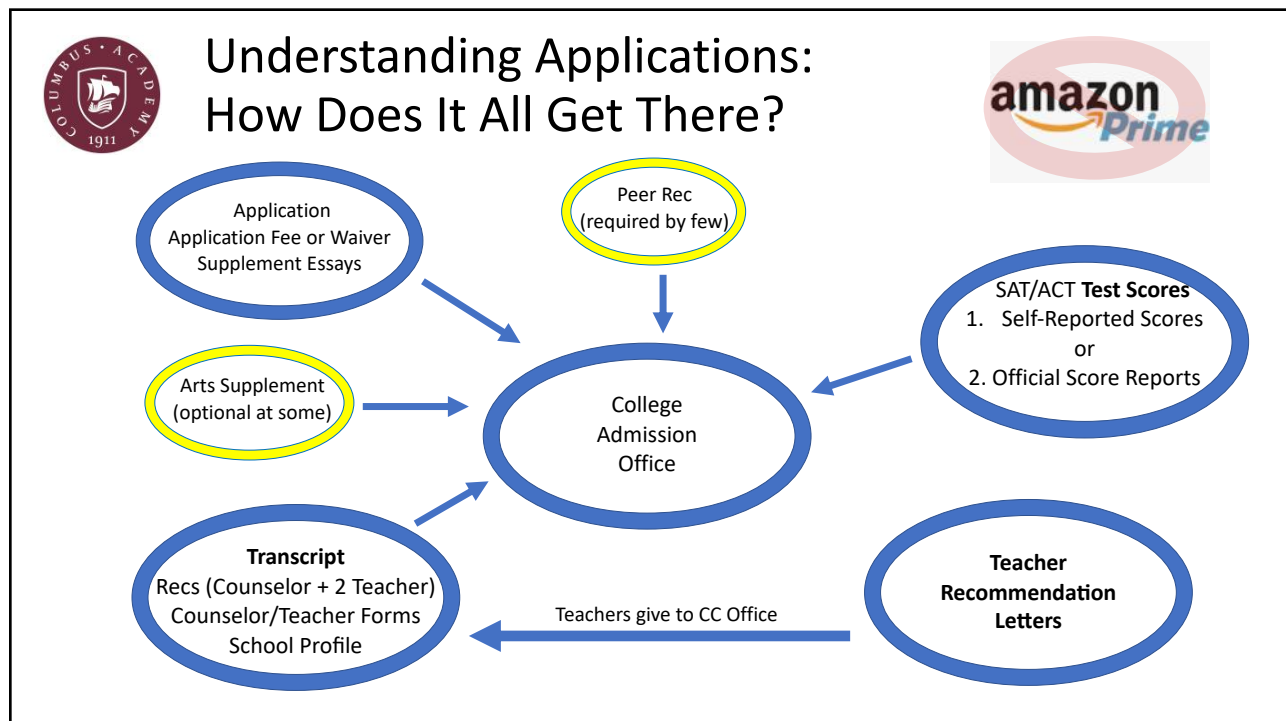 COLUMBUS · ACADEMY
1911
Understanding Applications:
How Does It All Get There?
amazon
Prime
Application
Application Fee or Waiver
Supplement Essays
Peer Rec
(required by few)
SAT/ACT Test Scores
1. Self-Reported Scores
or
2. Official Score Reports
Arts Supplement
(optional at some)
College
Admission
Office
Transcript
Recs (Counselor + 2 Teacher)
Counselor/Teacher Forms
School Profile
Teachers give to CC Office
Teacher
Recommendation
Letters